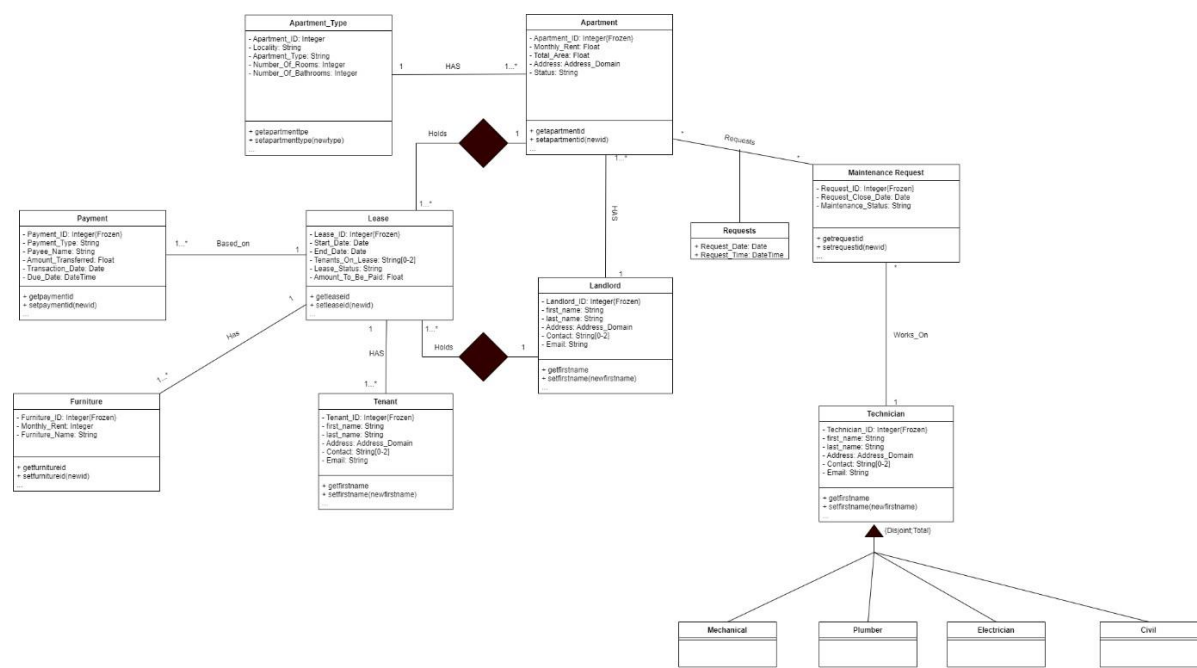 Apartment_Type
- Apartment_ID: Integer
- Locality: String
- Apartment_Type: String
- Number_Of_Rooms: Integer
- Number_Of_Bathrooms: Integer
+ getapartmenttpe
+ setapartmenttype(newtype)
...
1
HAS
1...*
Apartment
- Apartment_ID: Integer{Frozen}
- Monthly_Rent: Float
- Total_Area: Float
- Address: Address_Domain
- Status: String
+ getapartmentid
+ setapartmentid(newid)
...
Holds
1
1...*
*
Requests
*
1...*
HAS
1
Maintenance Request
- Request_ID: Integer{Frozen}
- Request_Close_Date: Date
- Maintenance_Status: String
+ getrequestid
+ setrequestid(newid)
...
Requests
+ Request_Date: Date
+ Request_Time: DateTime
Payment
- Payment_ID: Integer{Frozen}
- Payment_Type: String
- Payee_Name: String
- Amount_Transferred: Float
- Transaction_Date: Date
- Due_Date: DateTime
+ getpaymentid
+ setpaymentid(newid)
...
1...*
Based_on
1
Lease
- Lease_ID: Integer{Frozen}
- Start_Date: Date
- End_Date: Date
- Tenants_On_Lease: String[0-2]
- Lease_Status: String
- Amount_To_Be_Paid: Float
+ getleaseid
+ setleaseid(newid)
...
Landlord
- Landlord_ID: Integer{Frozen}
- first_name: String
- last_name: String
- Address: Address_Domain
- Contact: String[0-2]
- Email: String
+ getfirstname
+ setfirstname(newfirstname)
...
1
Has
1...*
1
HAS
1...*
1...*
Holds
1
*
Works_On
1
Furniture
- Furniture_ID: Integer{Frozen}
- Monthly_Rent: Integer
- Furniture_Name: String
+ getfurnitureid
+ setfurnitureid(newid)
...
Tenant
- Tenant_ID: Integer{Frozen}
- first_name: String
- last_name: String
- Address: Address_Domain
- Contact: String[0-2]
- Email: String
+ getfirstname
+ setfirstname(newfirstname)
...
Technician
- Technician_ID: Integer{Frozen}
- first_name: String
- last_name: String
- Address: Address_Domain
- Contact: String[0-2]
- Email: String
+ getfirstname
+ setfirstname(newfirstname)
...
{Disjoint;Total}
Mechanical
Plumber
Electrician
Civil